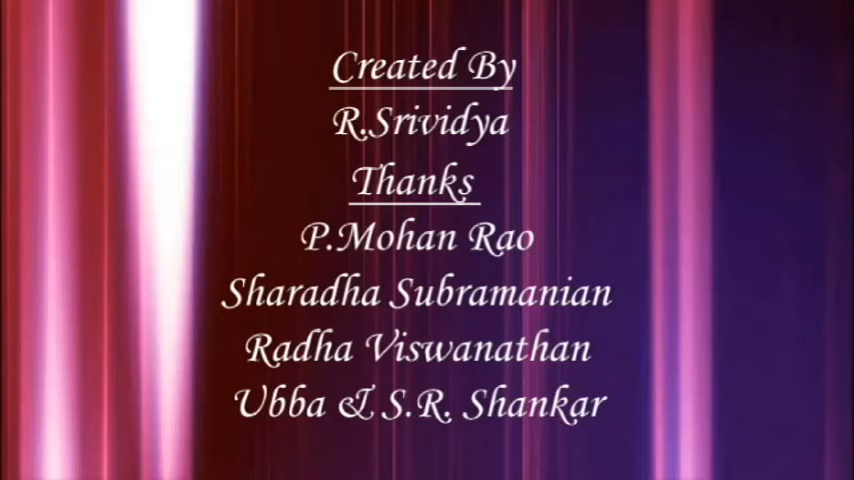 Created By
R.Srividya
Thanks
P.Mohan Rao
Sharadha Subramanian
Radha Viswanathan
Ubba & S.R. Shankar